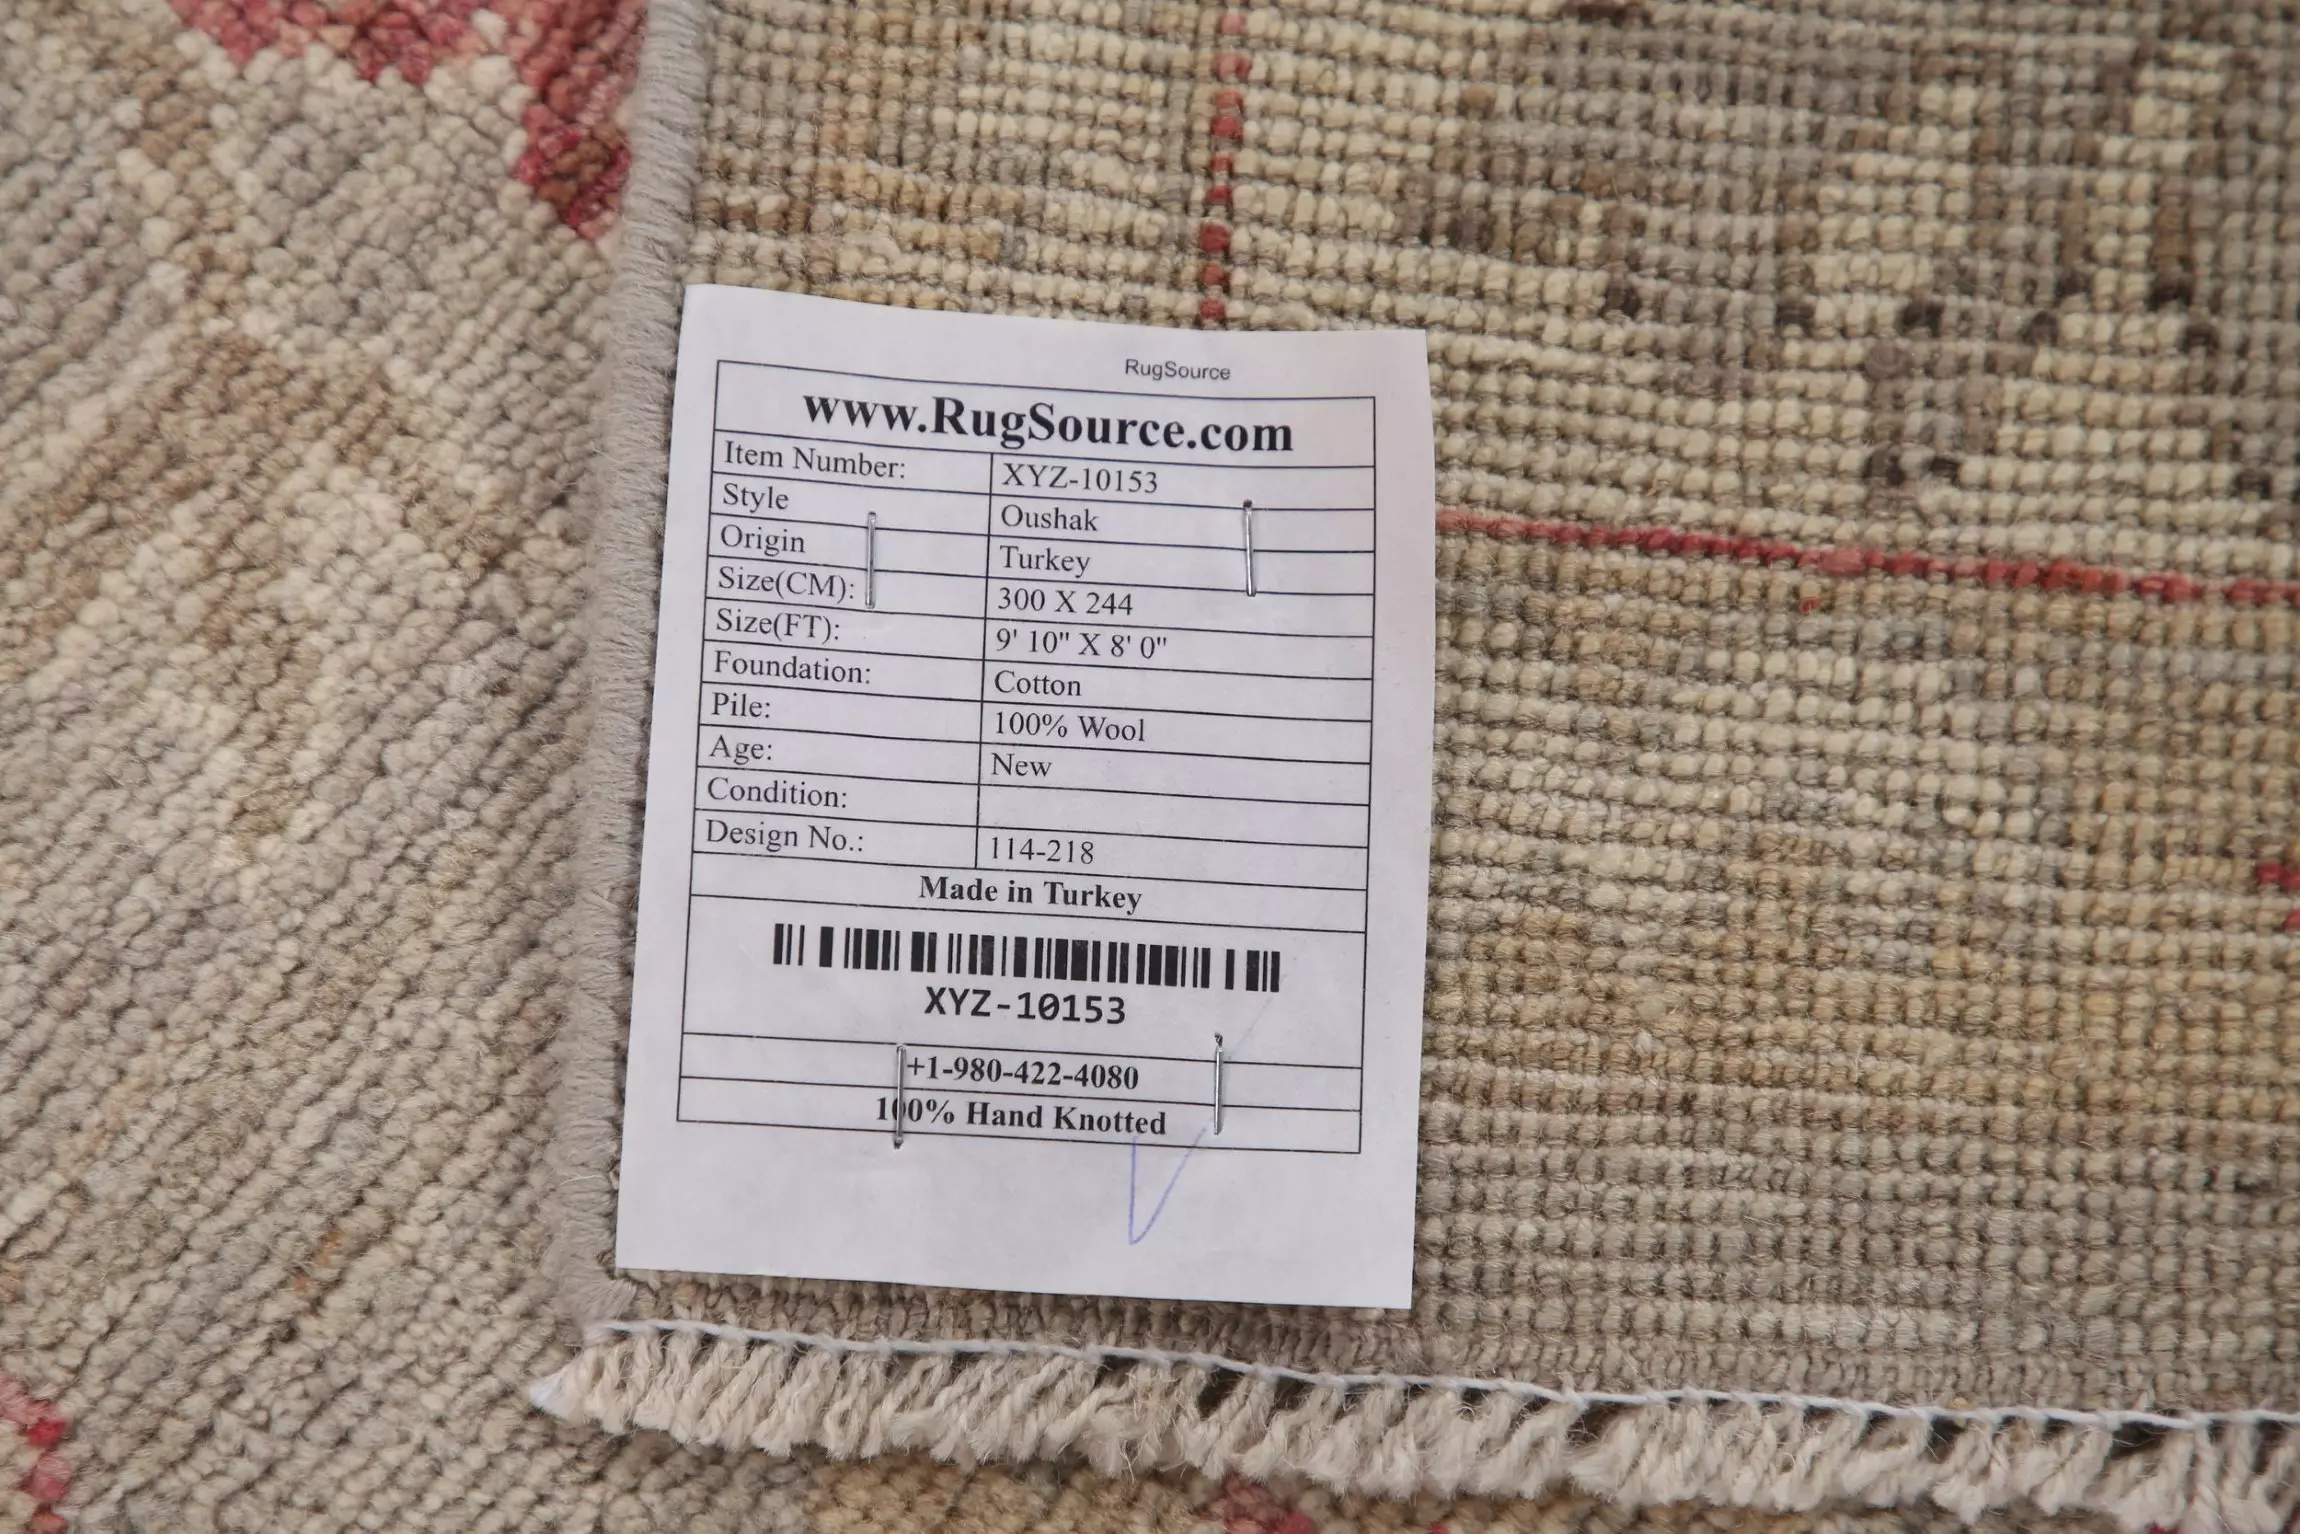 RugSource
www.RugSource.com
Item Number: XYZ-10153
Style Oushak
Origin Turkey
Size(CM): 300 X 244
Size(FT): 9' 10" X 8' 0"
Foundation: Cotton
Pile: 100% Wool
Age: New
Condition:
Design No.: 114-218
Made in Turkey
XYZ-10153
+1-980-422-4080
100% Hand Knotted